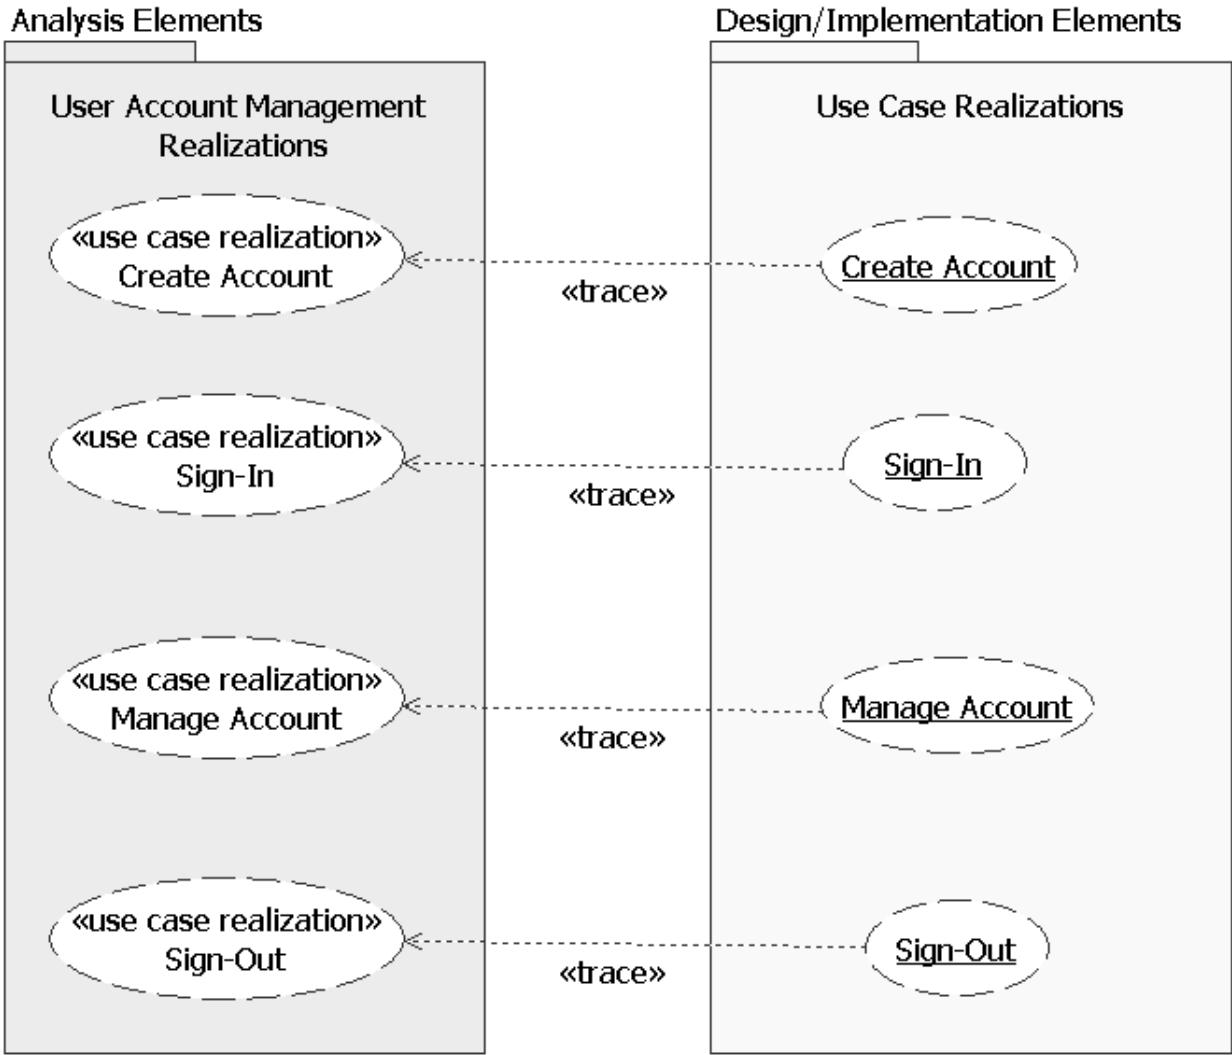 Analysis Elements
Design/Implementation Elements
User Account Management
Realizations
Use Case Realizations
«use case realization»
Create Account
«trace»
Create Account
«use case realization»
Sign-In
«trace»
Sign-In
«use case realization»
Manage Account
«trace»
Manage Account
«use case realization»
Sign-Out
«trace»
Sign-Out